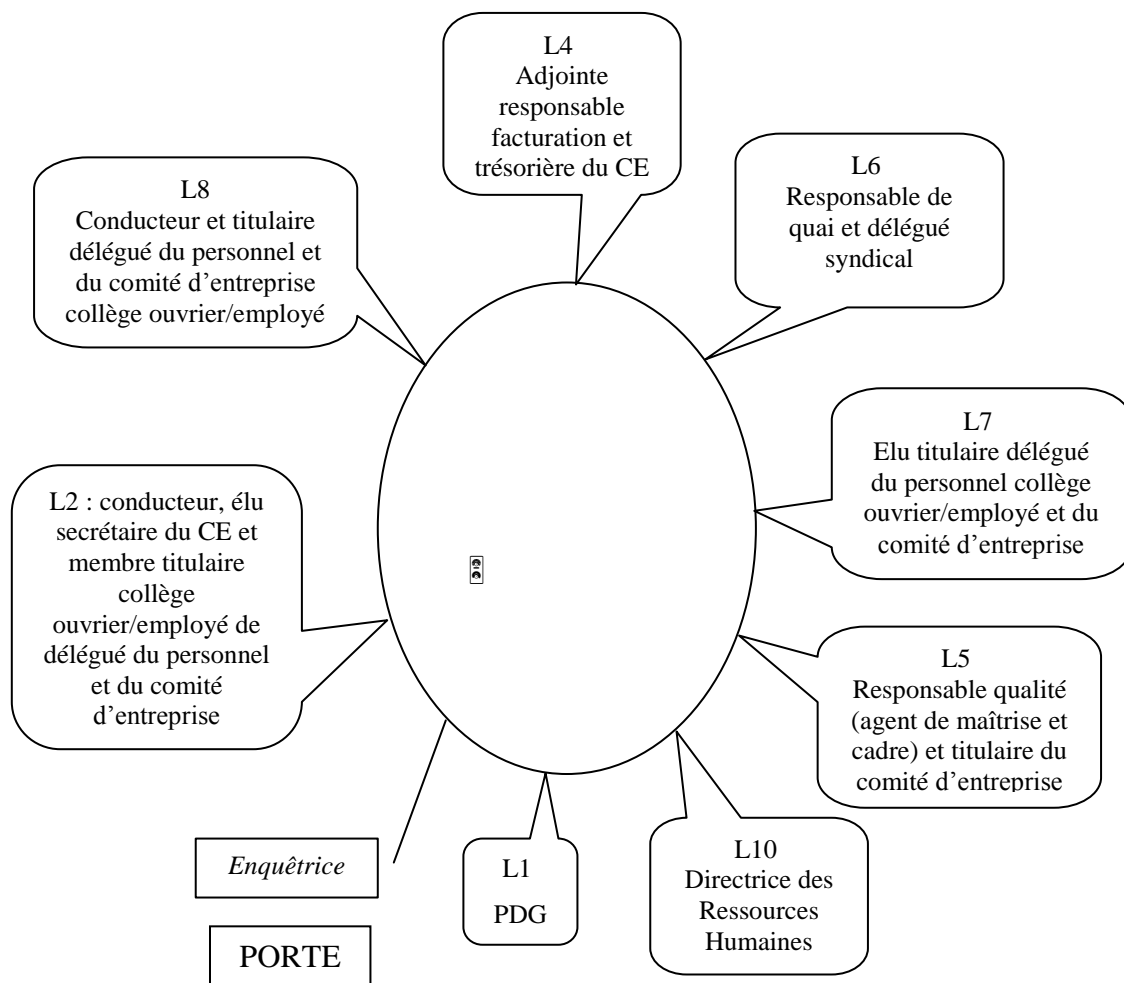 L4
Adjointe
responsable
facturation et
trésorière du CE
L8
Conducteur et titulaire
délégué du personnel et
du comité d’entreprise
collège ouvrier/employé
L6
Responsable de
quai et délégué
syndical
L7
Elu titulaire délégué
du personnel collège
ouvrier/employé et du
comité d’entreprise
L2 : conducteur, élu
secrétaire du CE et
membre titulaire
collège
ouvrier/employé de
délégué du personnel
et du comité
d’entreprise
L5
Responsable qualité
(agent de maîtrise et
cadre) et titulaire du
comité d’entreprise
Enquêtrice
L1
PDG
L10
Directrice des
Ressources
Humaines
PORTE